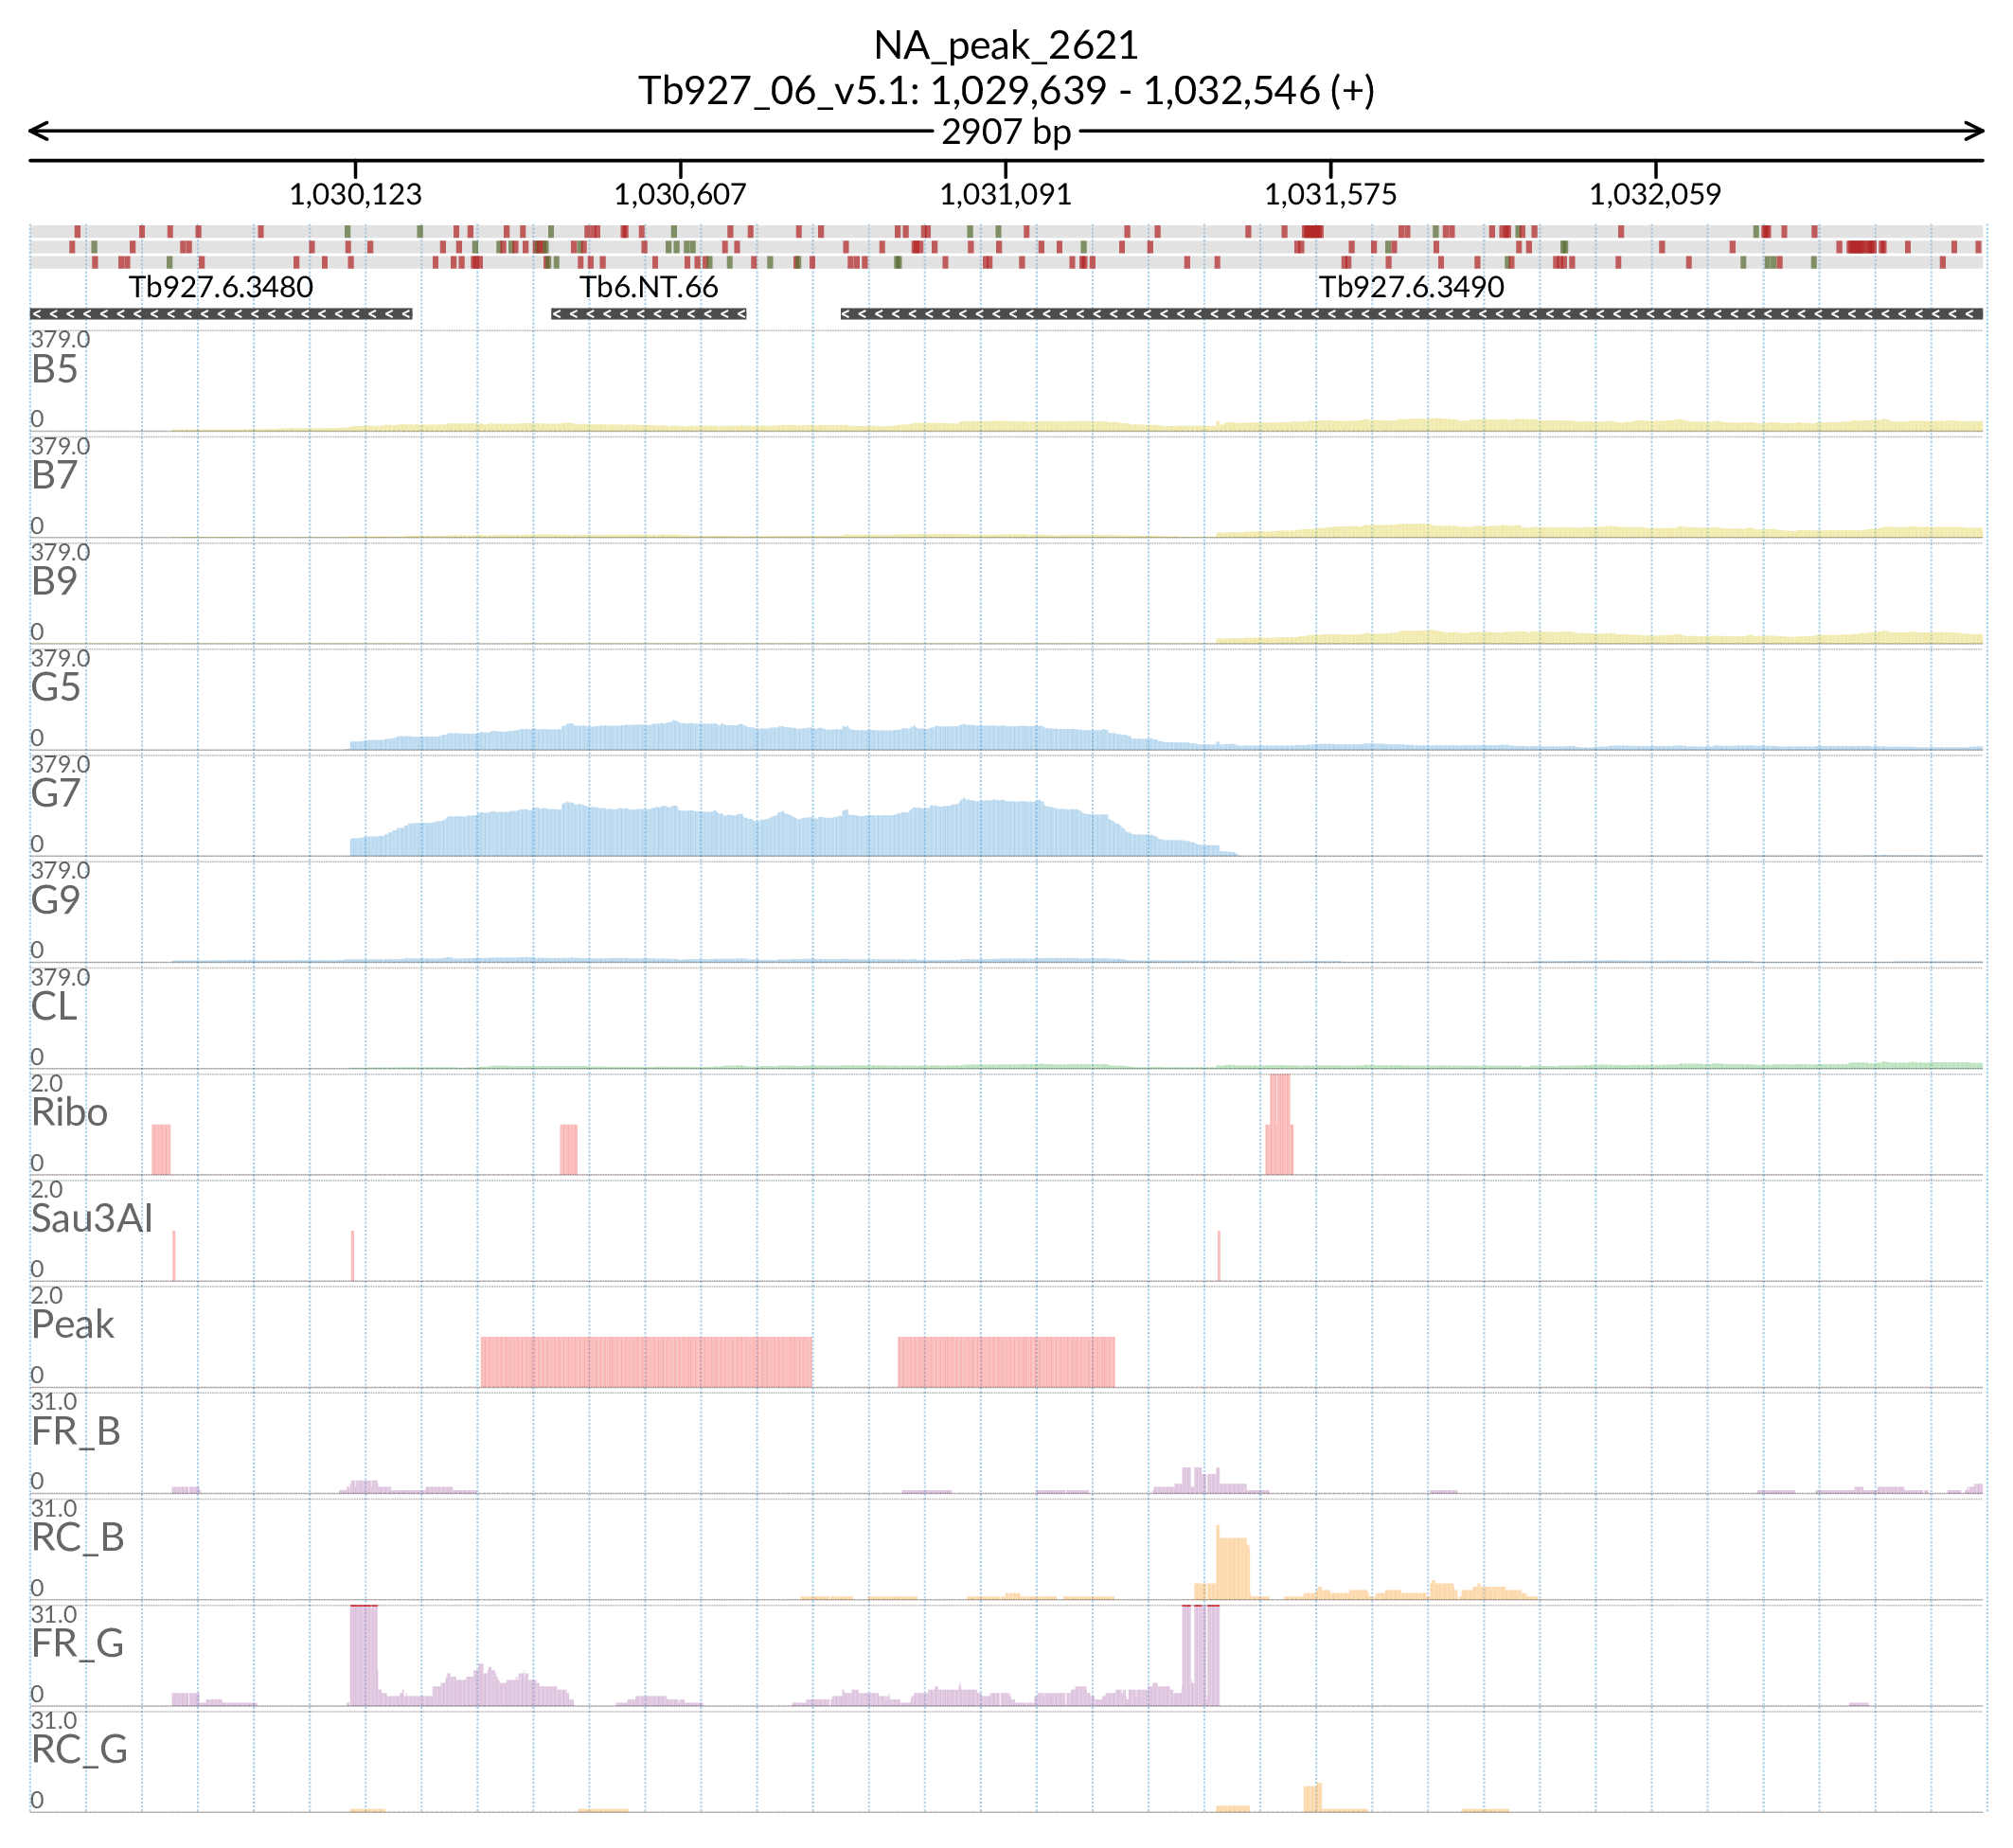 NA_peak_2621
Tb927_06_v5.1: 1,029,639 - 1,032,546 (+)
2907 bp
1,030,123 1,030,607 1,031,091 1,031,575 1,032,059
Tb927.6.3480 Tb6.NT.66 Tb927.6.3490
379.0
B5
0
379.0
B7
0
379.0
B9
0
379.0
G5
0
379.0
G7
0
379.0
G9
0
379.0
CL
0
2.0
Ribo
0
2.0
Sau3AI
0
2.0
Peak
0
31.0
FR_B
0
31.0
RC_B
0
31.0
FR_G
0
31.0
RC_G
0